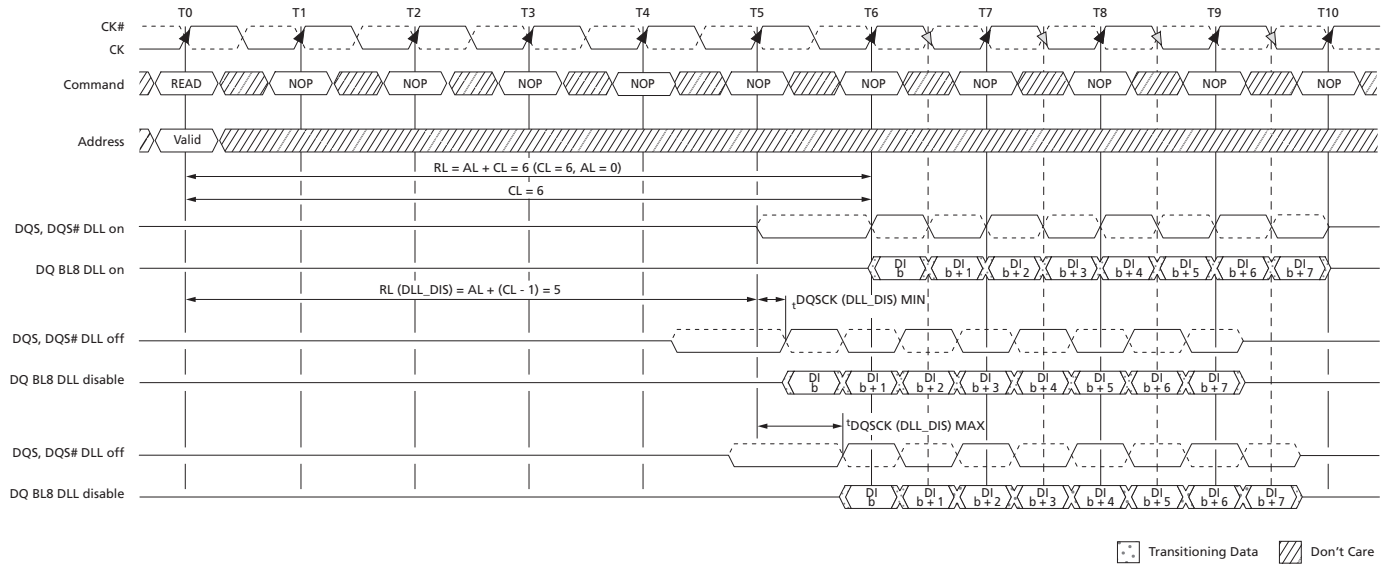 T0 T1 T2 T3 T4 T5 T6 T7 T8 T9 T10
CK#
CK
Command READ NOP NOP NOP NOP NOP NOP NOP NOP NOP NOP
Address Valid
RL = AL + CL = 6 (CL = 6, AL = 0)
CL = 6
DQS, DQS# DLL on
DQ BL8 DLL on DI b DI b + 1 DI b + 2 DI b + 3 DI b + 4 DI b + 5 DI b + 6 DI b + 7
RL (DLL_DIS) = AL + (CL - 1) = 5 tDQSCK (DLL_DIS) MIN
DQS, DQS# DLL off
DQ BL8 DLL disable DI b DI b + 1 DI b + 2 DI b + 3 DI b + 4 DI b + 5 DI b + 6 DI b + 7
tDQSCK (DLL_DIS) MAX
DQS, DQS# DLL off
DQ BL8 DLL disable DI b DI b + 1 DI b + 2 DI b + 3 DI b + 4 DI b + 5 DI b + 6 DI b + 7
Transitioning Data Don't Care